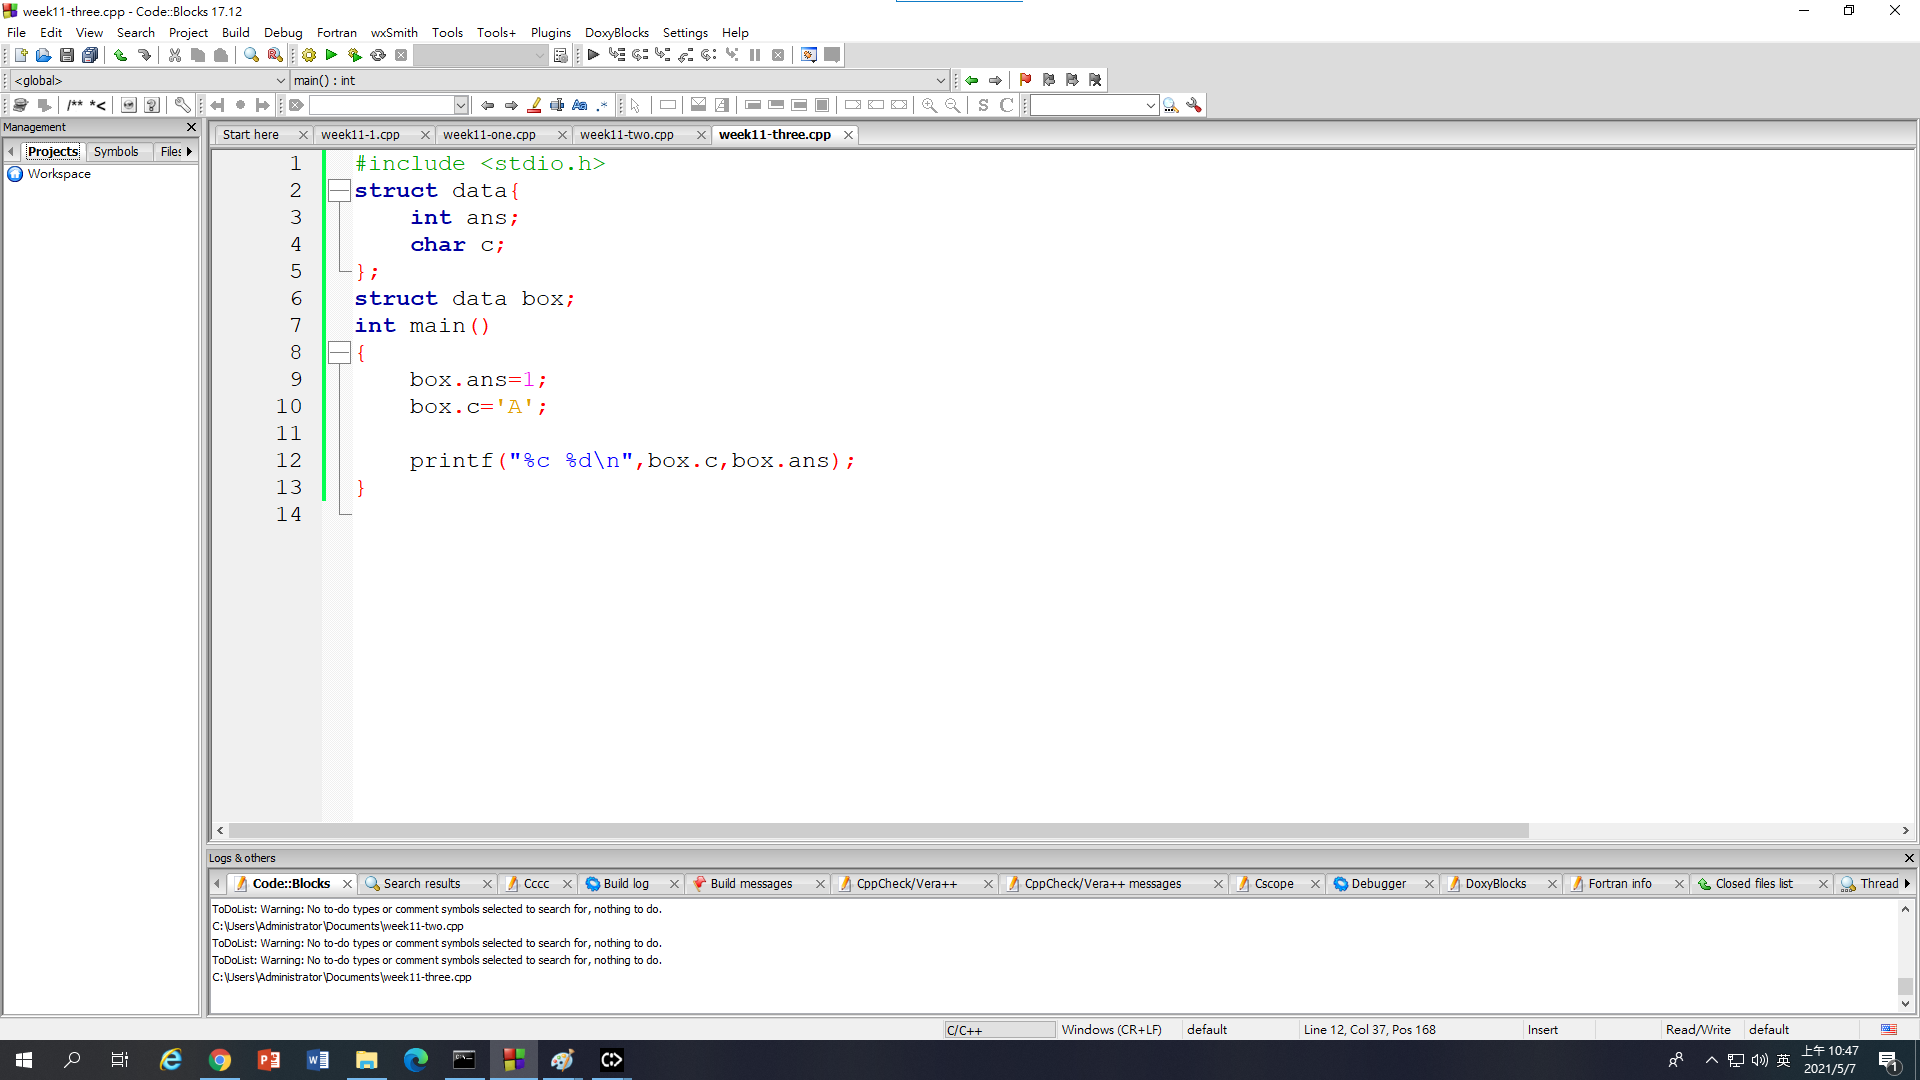 week11-three.cpp - Code::Blocks 17.12
File Edit View Search Project Build Debug Fortran wxSmith Tools Tools+ Plugins DoxyBlocks Settings Help
<global> main() : int
/** *<
Management
Projects Symbols Files
Workspace
Start here week11-1.cpp week11-one.cpp week11-two.cpp week11-three.cpp
1 #include <stdio.h>
2 struct data{
3 int ans;
4 char c;
5 };
6 struct data box;
7 int main()
8 {
9 box.ans=1;
10 box.c='A';
11
12 printf("%c %d\n",box.c,box.ans);
13 }
14
Logs & others
Code::Blocks Search results Cccc Build log Build messages CppCheck/Vera++ CppCheck/Vera++ messages Cscope Debugger DoxyBlocks Fortran info Closed files list Thread
ToDoList: Warning: No to-do types or comment symbols selected to search for, nothing to do.
C:\Users\Administrator\Documents\week11-two.cpp
ToDoList: Warning: No to-do types or comment symbols selected to search for, nothing to do.
ToDoList: Warning: No to-do types or comment symbols selected to search for, nothing to do.
C:\Users\Administrator\Documents\week11-three.cpp
C/C++ Windows (CR+LF) default Line 12, Col 37, Pos 168 Insert Read/Write default
英 上午 10:47
2021/5/7
1